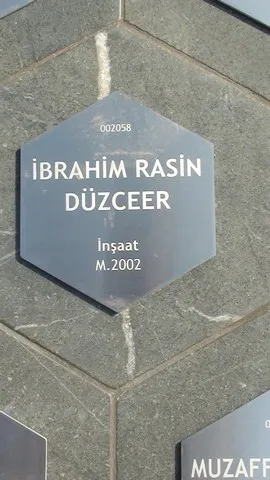 002058
İBRAHİM RASİN
DÜZCEER
İnşaat
M.2002
MUZAFF